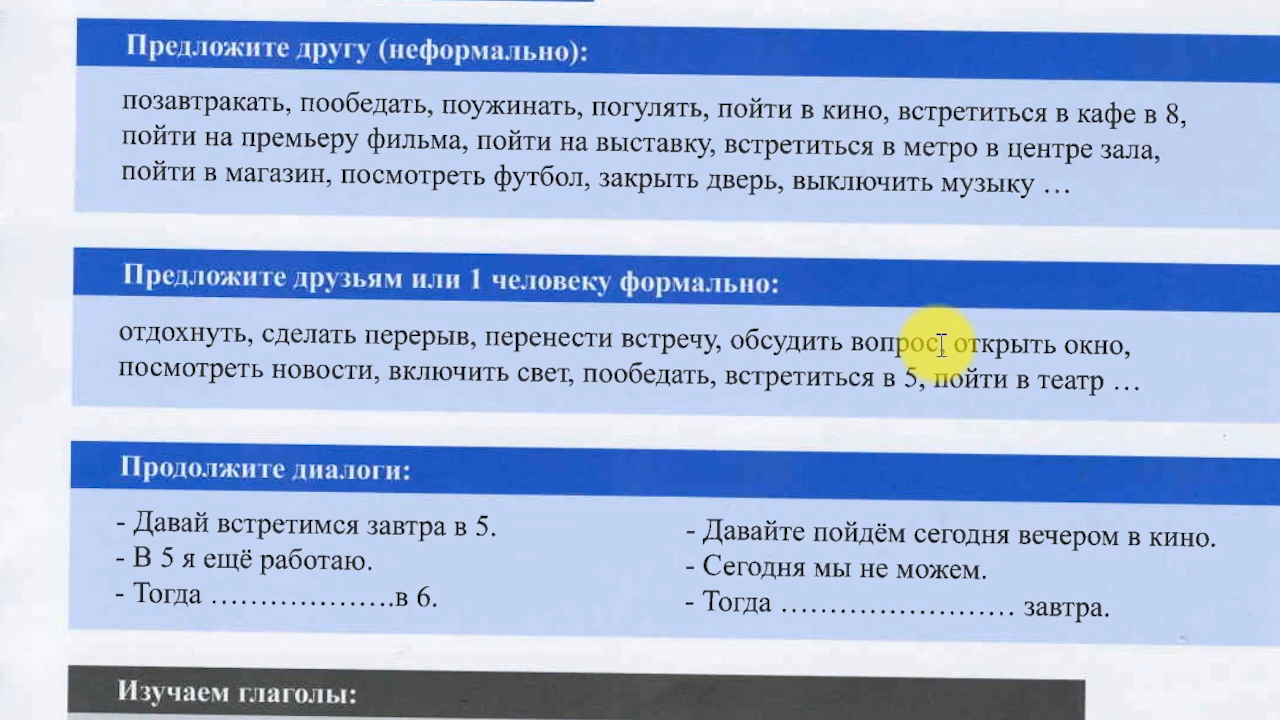 Предложите другу (неформально):
позавтракать, пообедать, поужинать, погулять, пойти в кино, встретиться в кафе в 8,
пойти на премьеру фильма, пойти на выставку, встретиться в метро в центре зала,
пойти в магазин, посмотреть футбол, закрыть дверь, выключить музыку …
Предложите друзьям или 1 человеку формально:
отдохнуть, сделать перерыв, перенести встречу, обсудить вопрос, открыть окно,
посмотреть новости, включить свет, пообедать, встретиться в 5, пойти в театр …
Продолжите диалоги:
- Давай встретимся завтра в 5.
- В 5 я ещё работаю.
- Тогда ……………….в 6.
- Давайте пойдём сегодня вечером в кино.
- Сегодня мы не можем.
- Тогда …………………… завтра.
Изучаем глаголы: